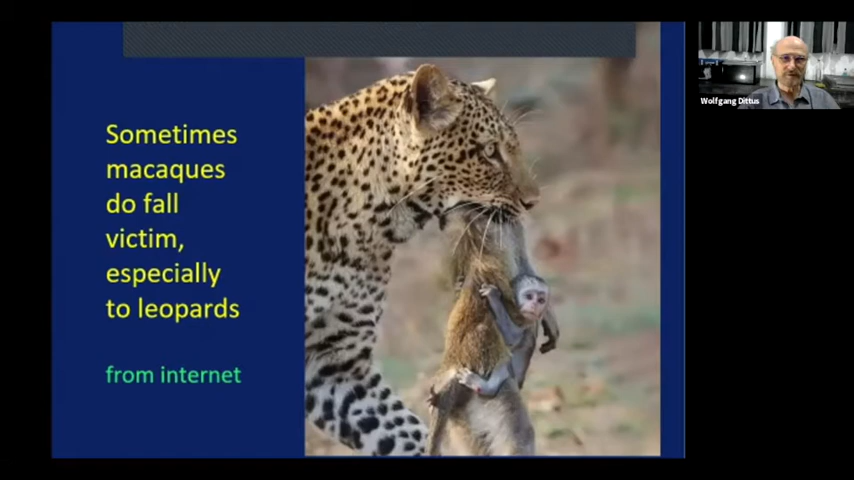 Sometimes
macaques
do fall
victim,
especially
to leopards
from internet
Wolfgang Dittus